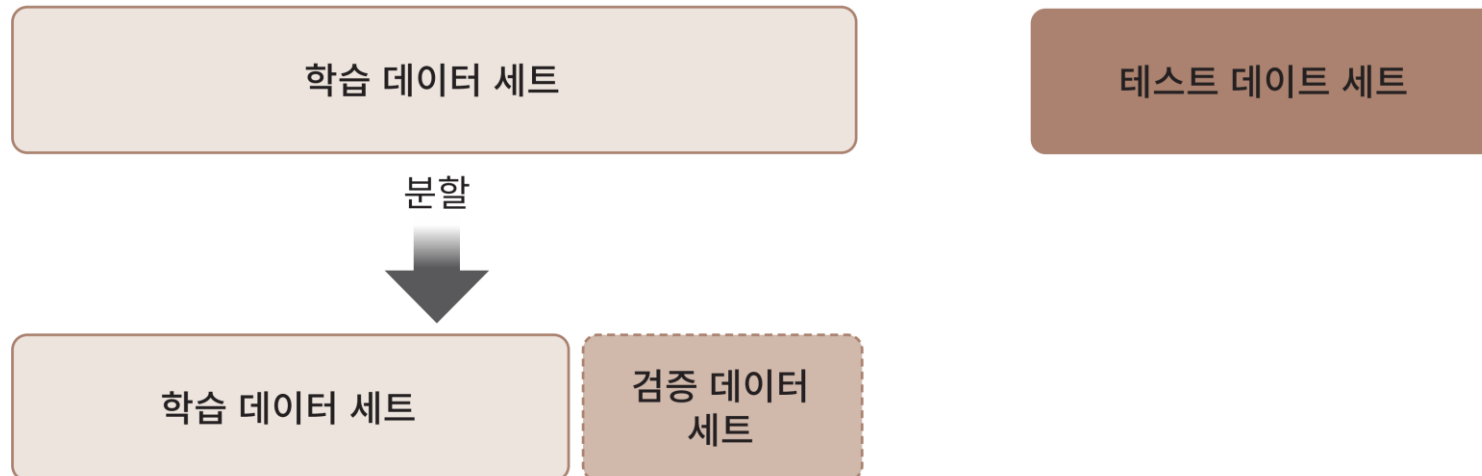 학습 데이터 세트
테스트 데이트 세트
분할
학습 데이터 세트
검증 데이터
세트